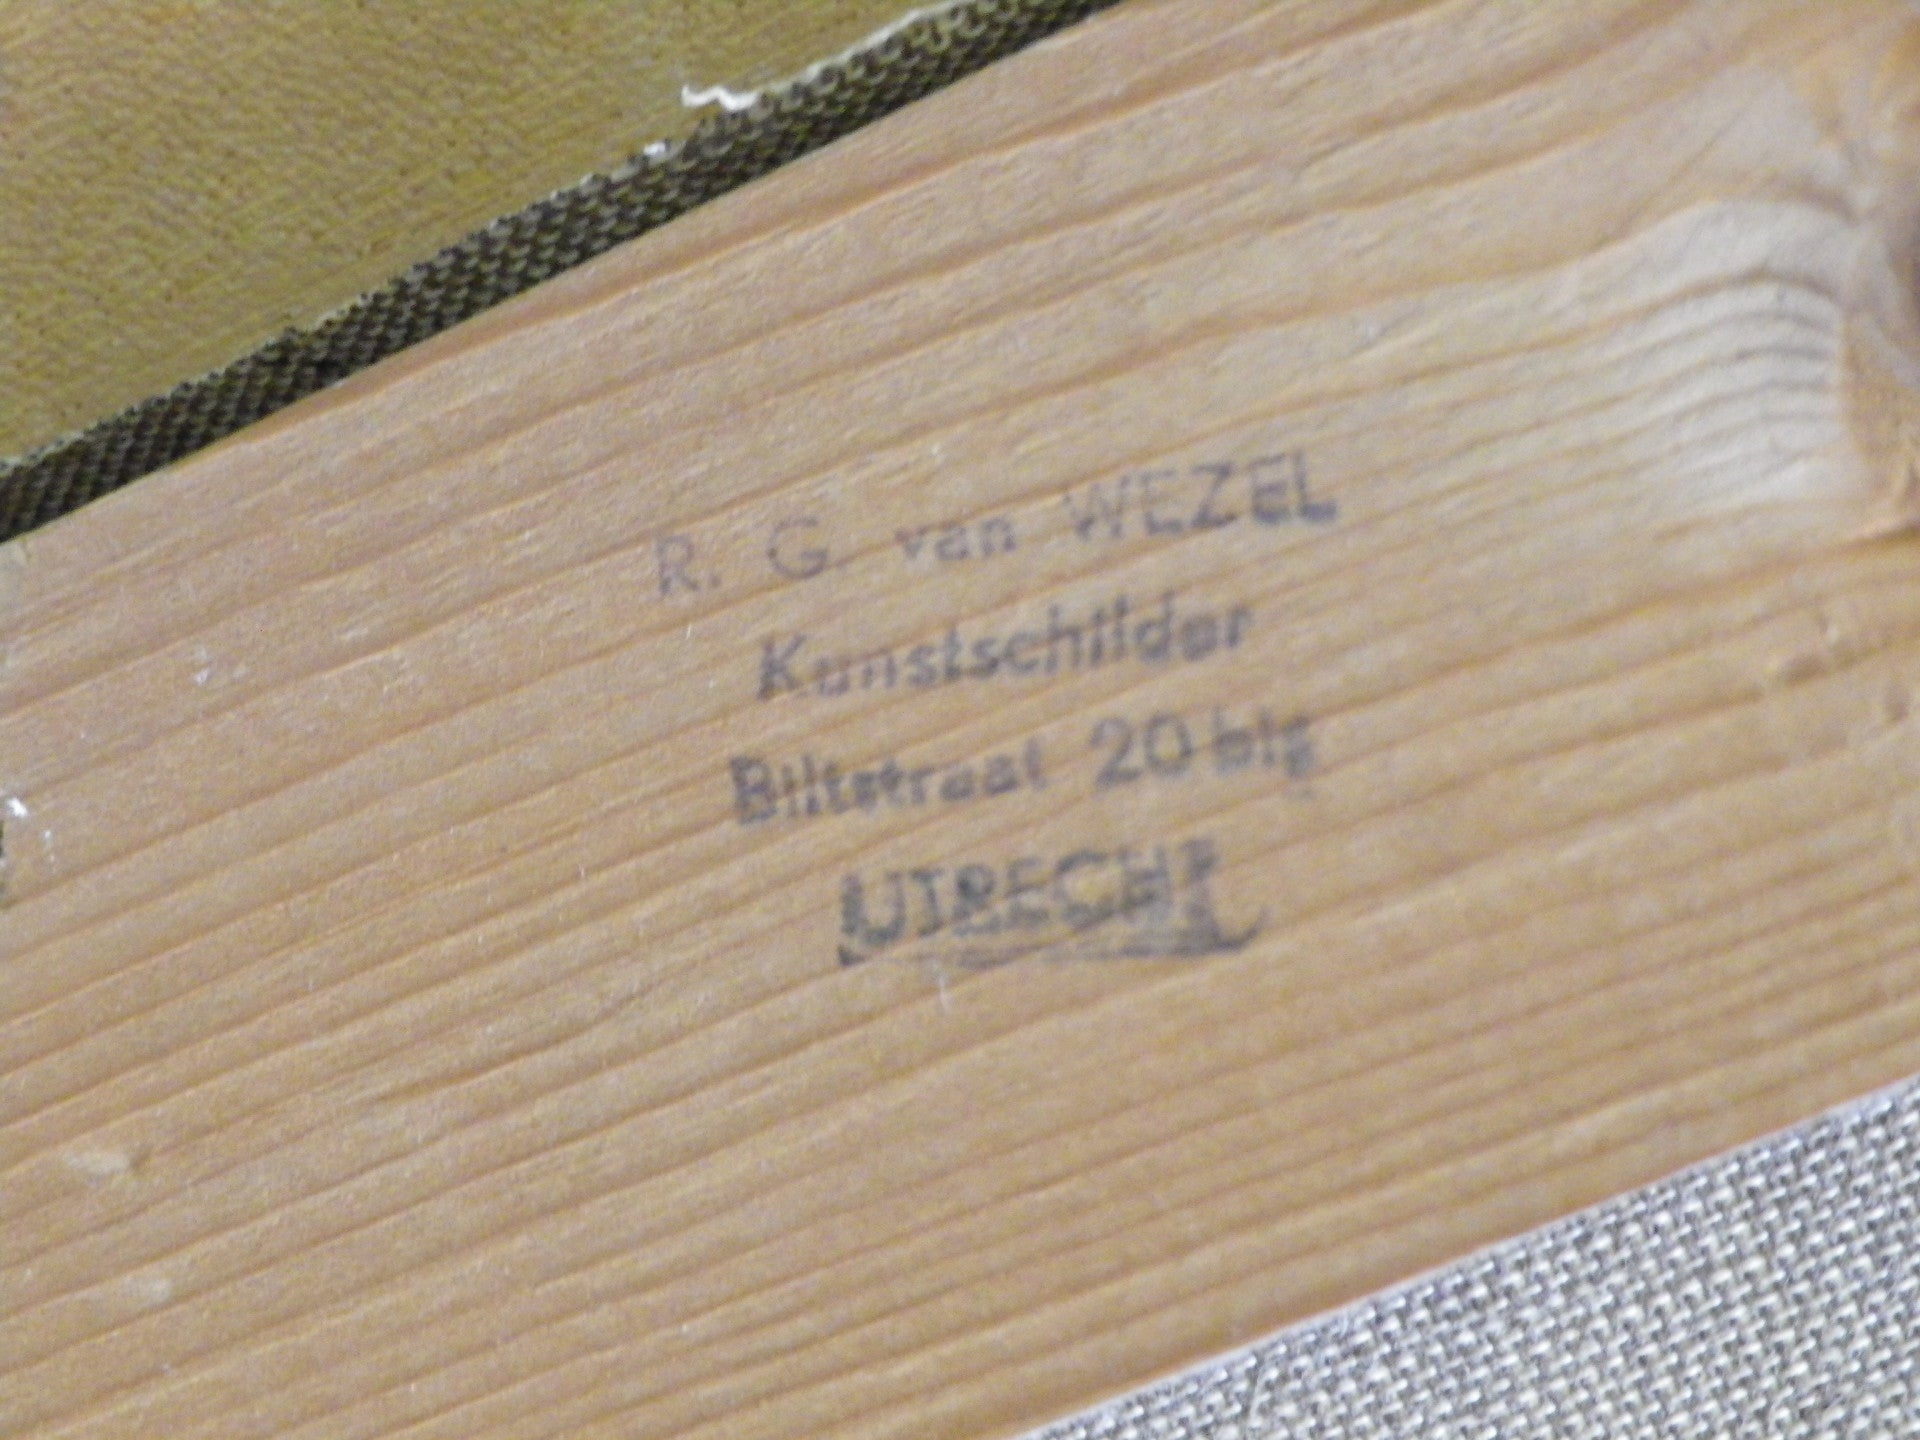 R. G. van WEZEL
Kunstschilder
Biltstraat 20 bis
UTRECHT